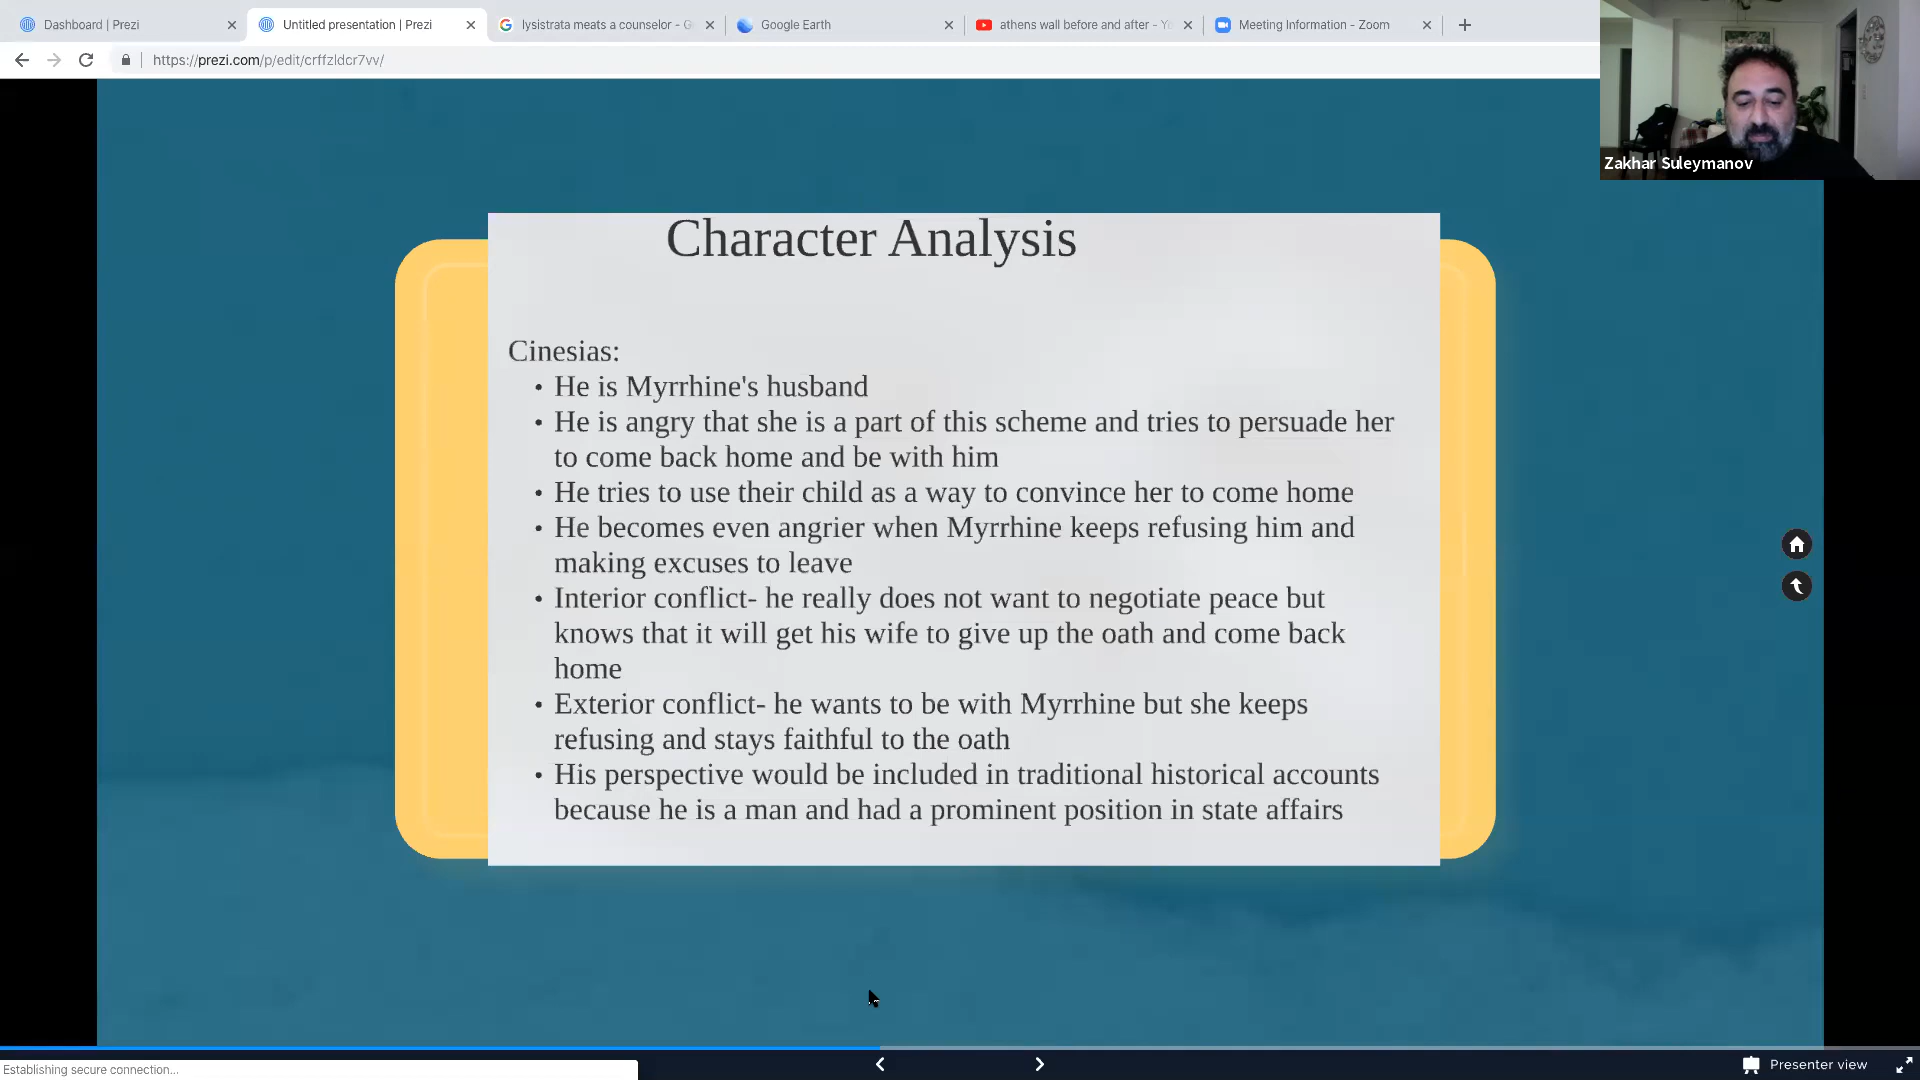 Dashboard | Prezi
Untitled presentation | Prezi
lysistrata meats a counselor - G
Google Earth
athens wall before and after - Yo
Meeting Information - Zoom
https://prezi.com/p/edit/crffzldcr7vv/
Zakhar Suleymanov
Character Analysis
Cinesias:
• He is Myrrhine's husband
• He is angry that she is a part of this scheme and tries to persuade her
to come back home and be with him
• He tries to use their child as a way to convince her to come home
• He becomes even angrier when Myrrhine keeps refusing him and
making excuses to leave
• Interior conflict- he really does not want to negotiate peace but
knows that it will get his wife to give up the oath and come back
home
• Exterior conflict- he wants to be with Myrrhine but she keeps
refusing and stays faithful to the oath
• His perspective would be included in traditional historical accounts
because he is a man and had a prominent position in state affairs
Establishing secure connection...
Presenter view